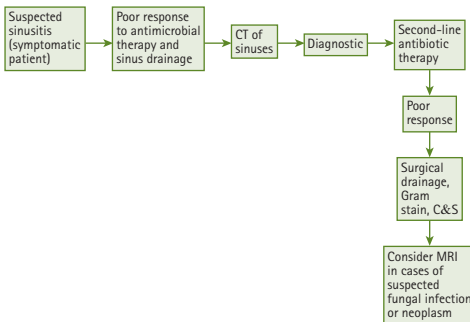 Suspected
sinusitis
(symptomatic
patient)
Poor response
to antimicrobial
therapy and
sinus drainage
CT of
sinuses
Diagnostic
Second-line
antibiotic
therapy
Poor
response
Surgical
drainage,
Gram
stain, C&S
Consider MRI
in cases of
suspected
fungal infection
or neoplasm